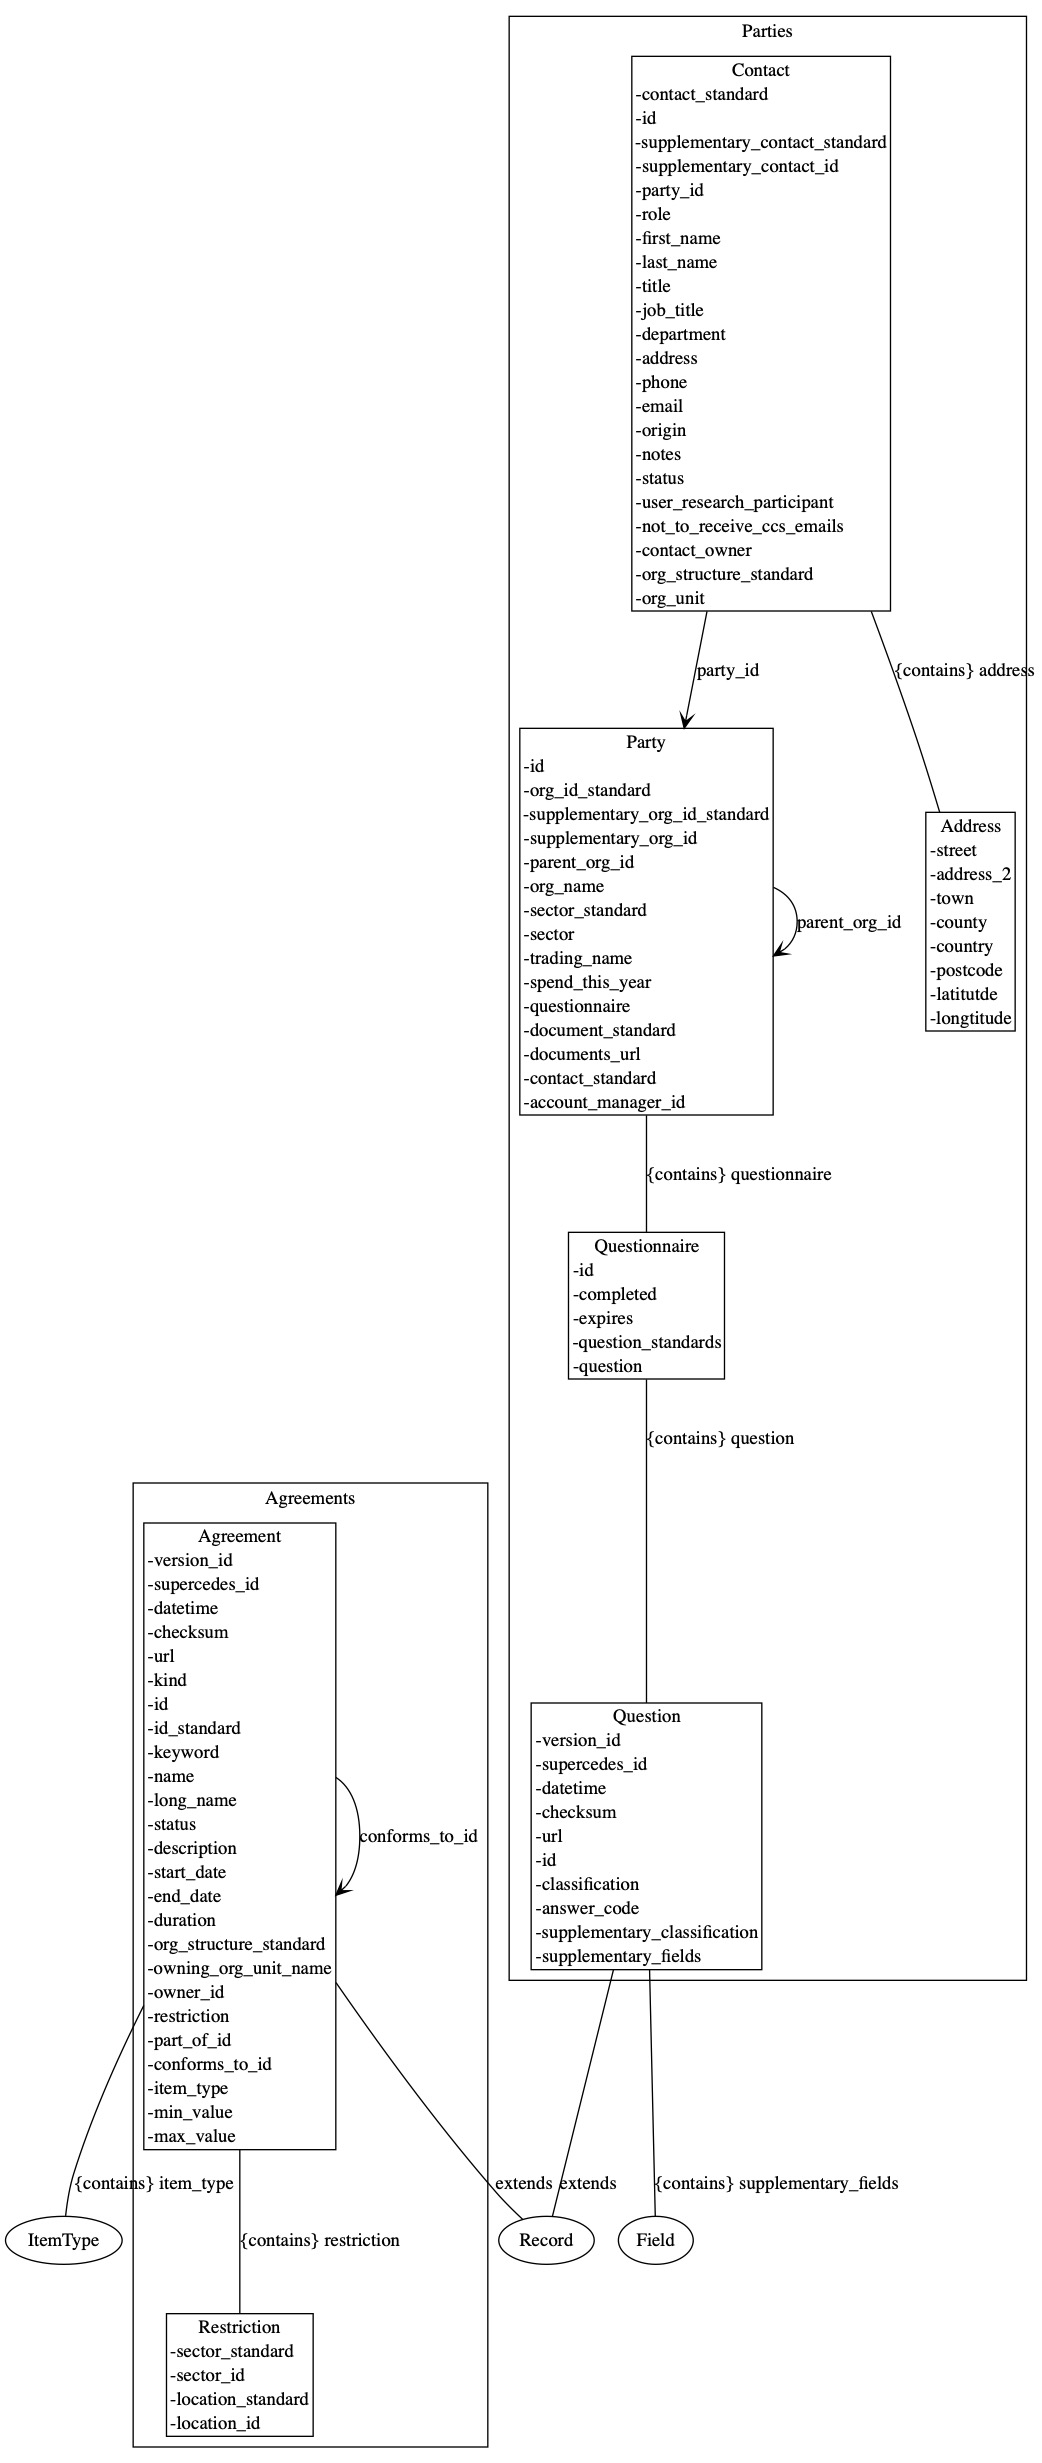 Parties
Contact
-contact_standard
-id
-supplementary_contact_standard
-supplementary_contact_id
-party_id
-role
-first_name
-last_name
-title
-job_title
-department
-address
-phone
-email
-origin
-notes
-status
-user_research_participant
-not_to_receive_ccs_emails
-contact_owner
-org_structure_standard
-org_unit
party_id
{contains} address
Party
-id
-org_id_standard
-supplementary_org_id_standard
-supplementary_org_id
-parent_org_id
-org_name
-sector_standard
-sector
-trading_name
-spend_this_year
-questionnaire
-document_standard
-documents_url
-contact_standard
-account_manager_id
parent_org_id
Address
-street
-address_2
-town
-county
-country
-postcode
-latitutde
-longtitude
{contains} questionnaire
Questionnaire
-id
-completed
-expires
-question_standards
-question
{contains} question
Agreements
Agreement
-version_id
-supercedes_id
-datetime
-checksum
-url
-kind
-id
-id_standard
-keyword
-name
-long_name
-status
-description
-start_date
-end_date
-duration
-org_structure_standard
-owning_org_unit_name
-owner_id
-restriction
-part_of_id
-conforms_to_id
-item_type
-min_value
-max_value
conforms_to_id
Question
-version_id
-supercedes_id
-datetime
-checksum
-url
-id
-classification
-answer_code
-supplementary_classification
-supplementary_fields
{contains} item_type
extends
extends
{contains} supplementary_fields
ItemType
{contains} restriction
Record
Field
Restriction
-sector_standard
-sector_id
-location_standard
-location_id